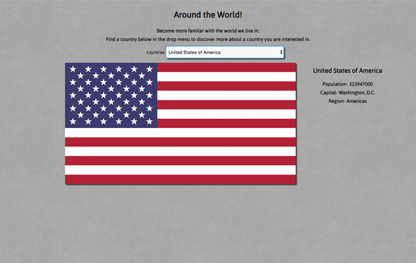 Around the World!
Become more familiar with the world we live in.
Find a country below in the drop menu to discover more about a country you are interested in.
Countries United States of America
United States of America
Population- 323947000
Capital- Washington, D.C.
Region- Americas